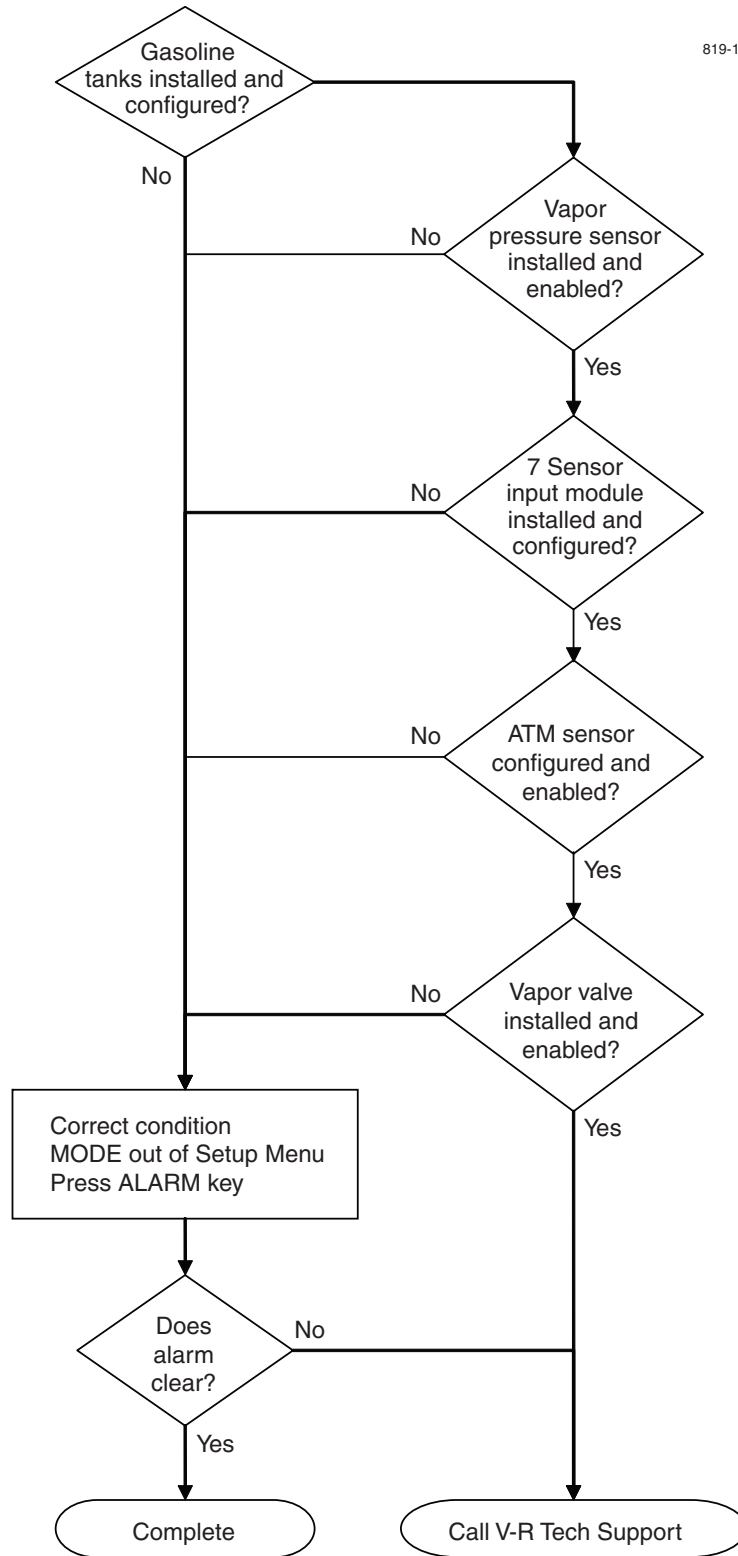 819-1
Gasoline
tanks installed and
configured?
No
Vapor
pressure sensor
installed and
enabled?
No
Yes
7 Sensor
input module
installed and
configured?
No
Yes
ATM sensor
configured and
enabled?
No
Yes
Vapor valve
installed and
enabled?
No
Yes
Correct condition
MODE out of Setup Menu
Press ALARM key
Does
alarm
clear?
No
Yes
Complete
Call V-R Tech Support